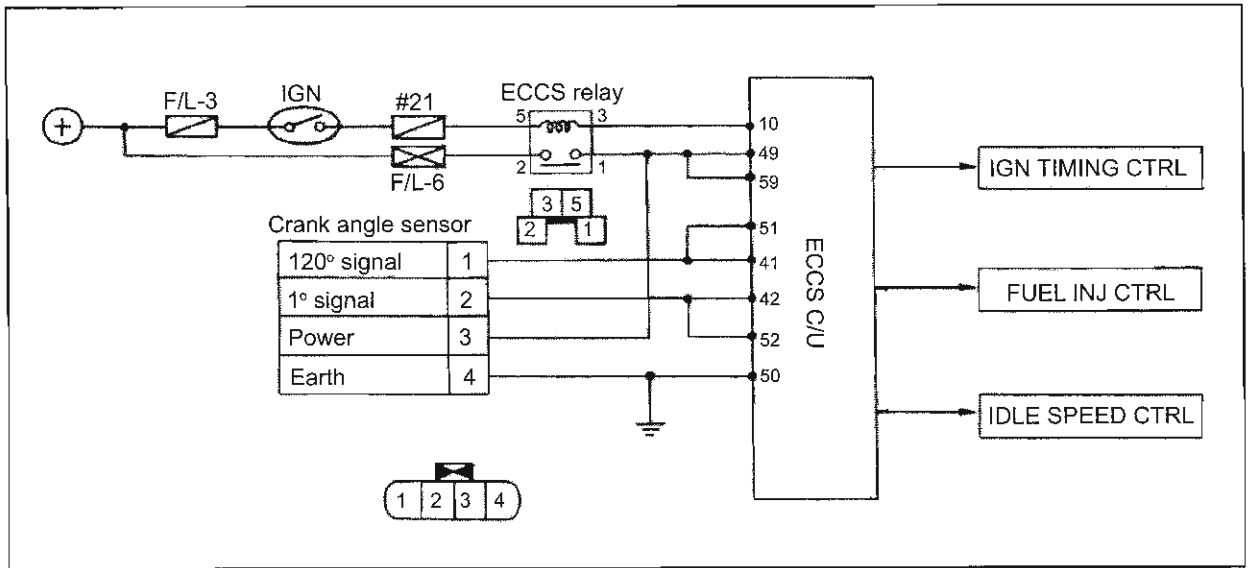 F/L-3
IGN
#21
ECCS relay
5
3
+
10
F/L-6
2
1
49
59
IGN TIMING CTRL
3 5
2 1
Crank angle sensor
120° signal 1
1° signal 2
Power 3
Earth 4
51
41
42
52
50
ECCS C/U
FUEL INJ CTRL
IDLE SPEED CTRL
1 2 3 4